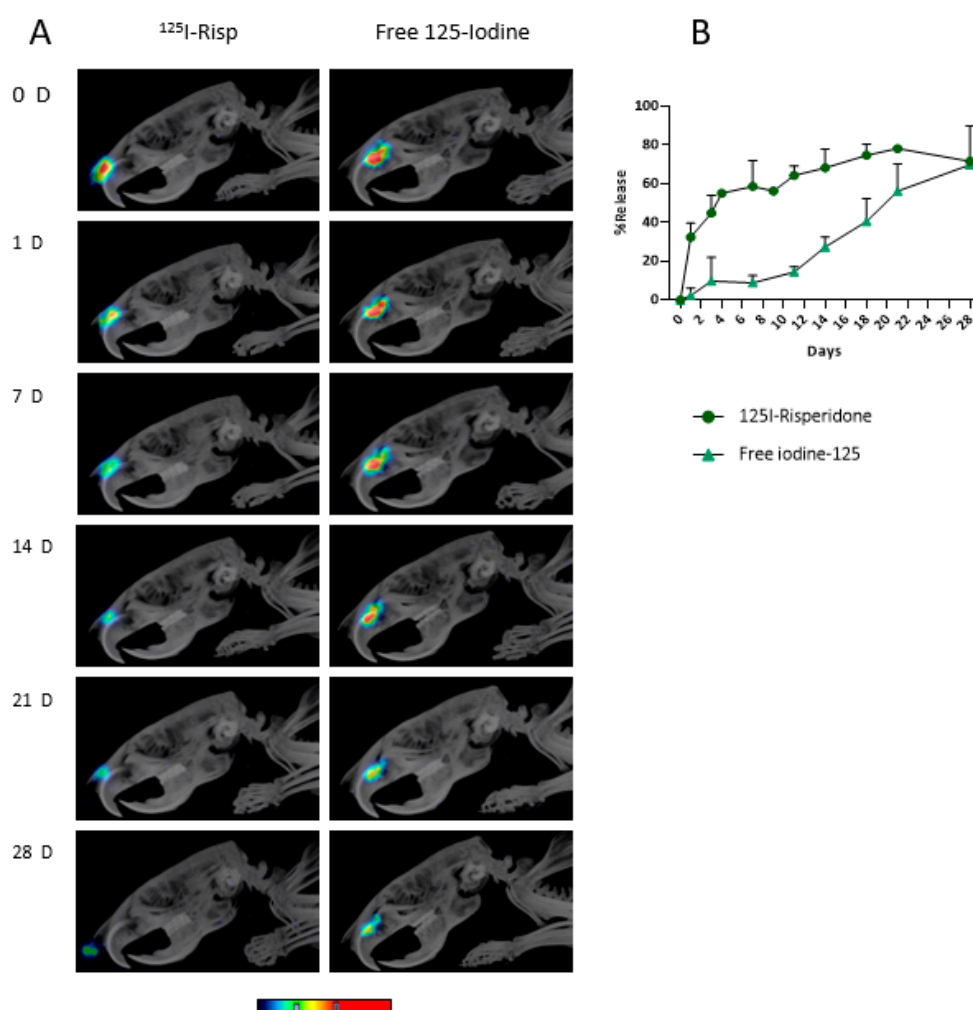 A
¹²⁵I-Risp
Free 125-Iodine
0 D
1 D
7 D
14 D
21 D
28 D
B
100
80
60
40
20
0
%Release
0 2 4 6 8 10 12 14 16 18 20 22 24 26 28
Days
125I-Risperidone
Free iodine-125